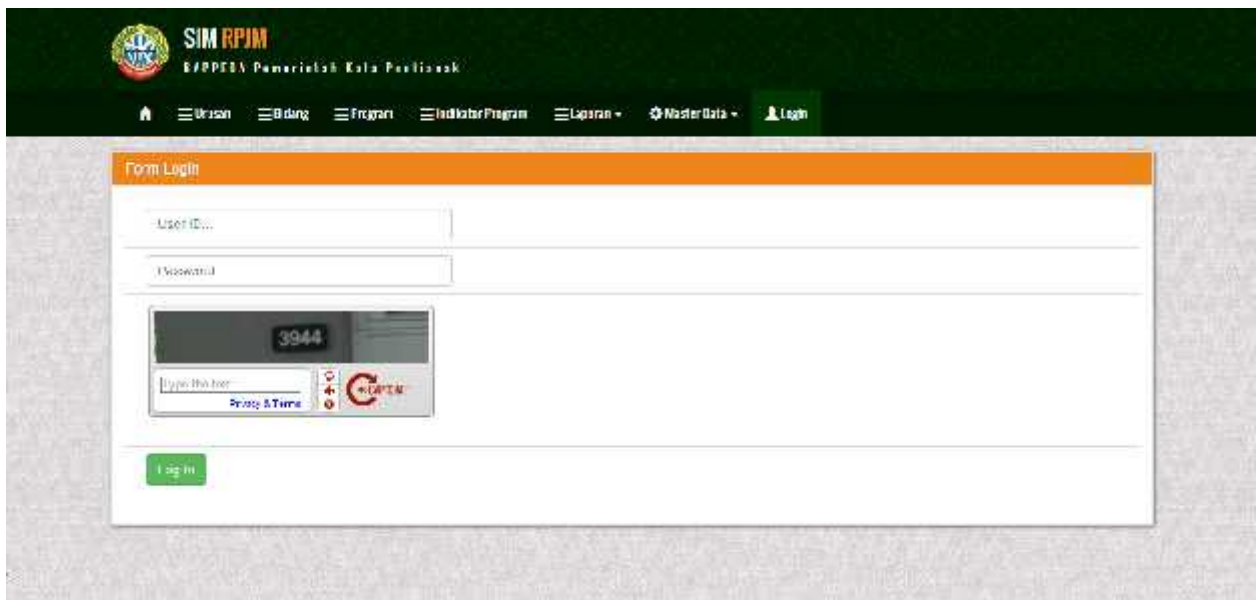 SIM RPJM
BAPPEDA Pemerintah Kota Pontianak
Urusan Bidang Program Indikator Program Laporan Master Data Login
Form Login
User ID...
Password
3944
Type the text
Privacy & Terms
Log In